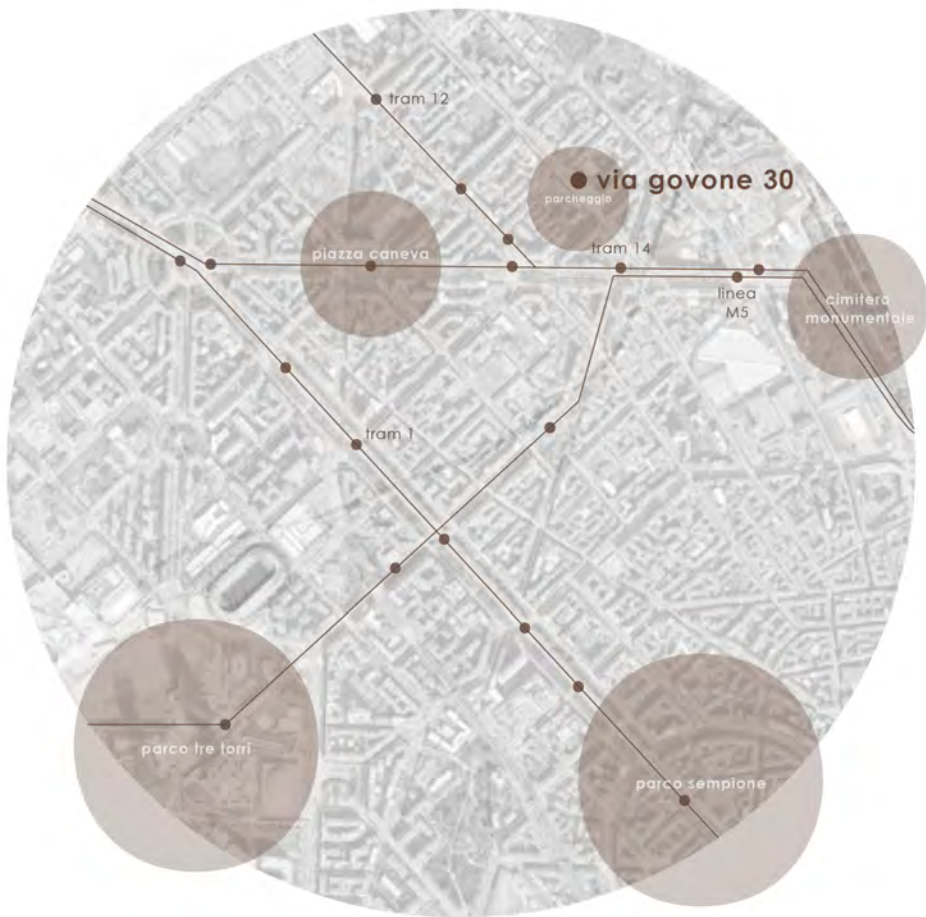 tram 12
via govone 30
parcheggio
tram 14
piazza caneva
linea
M5
cimitero
monumentale
tram 1
parco tre torri
parco sempione